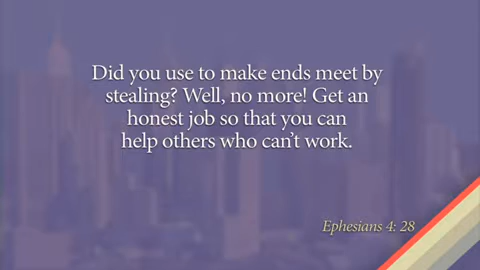 Did you use to make ends meet by
stealing? Well, no more! Get an
honest job so that you can
help others who can’t work.
Ephesians 4: 28